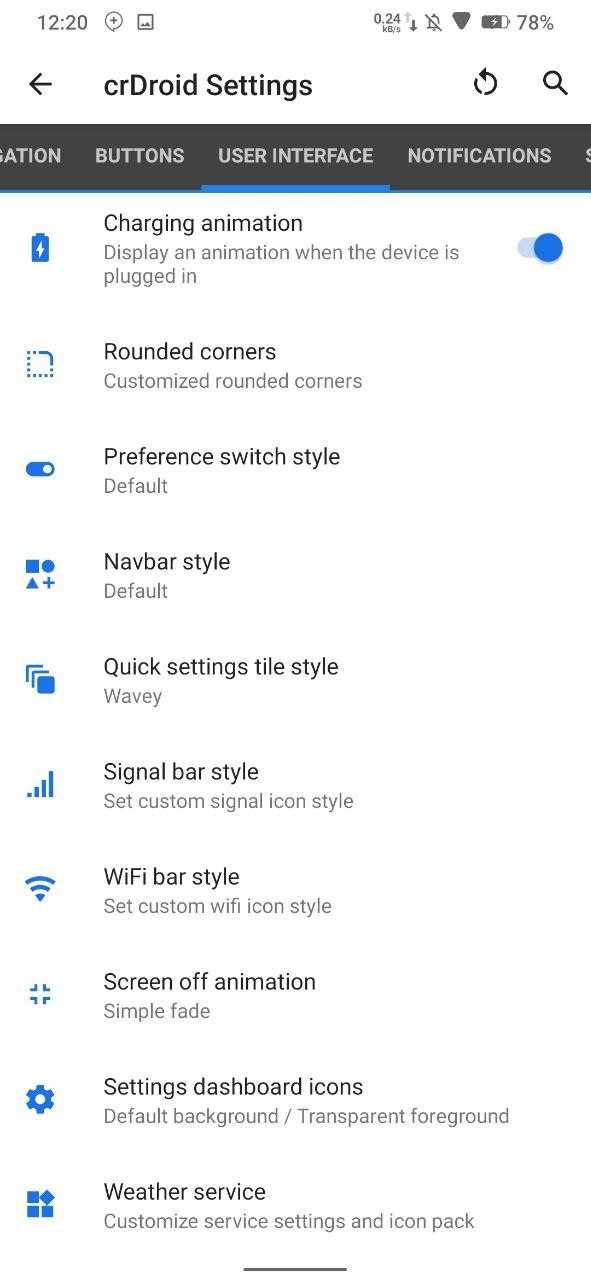 12:20
0.24
kB/s
78%
crDroid Settings
GATION
BUTTONS
USER INTERFACE
NOTIFICATIONS
S
Charging animation
Display an animation when the device is
plugged in
Rounded corners
Customized rounded corners
Preference switch style
Default
Navbar style
Default
Quick settings tile style
Wavey
Signal bar style
Set custom signal icon style
WiFi bar style
Set custom wifi icon style
Screen off animation
Simple fade
Settings dashboard icons
Default background / Transparent foreground
Weather service
Customize service settings and icon pack